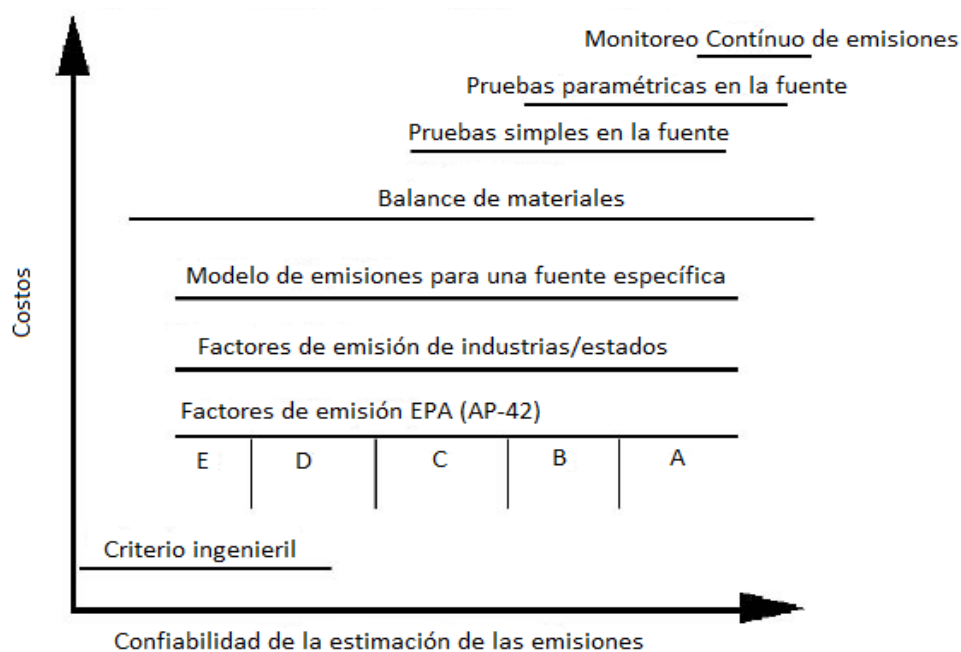 Monitoreo Contínuo de emisiones
Pruebas paramétricas en la fuente
Pruebas simples en la fuente
Balance de materiales
Modelo de emisiones para una fuente específica
Factores de emisión de industrias/estados
Factores de emisión EPA (AP-42)
E D C B A
Criterio ingenieril
Costos
Confiabilidad de la estimación de las emisiones